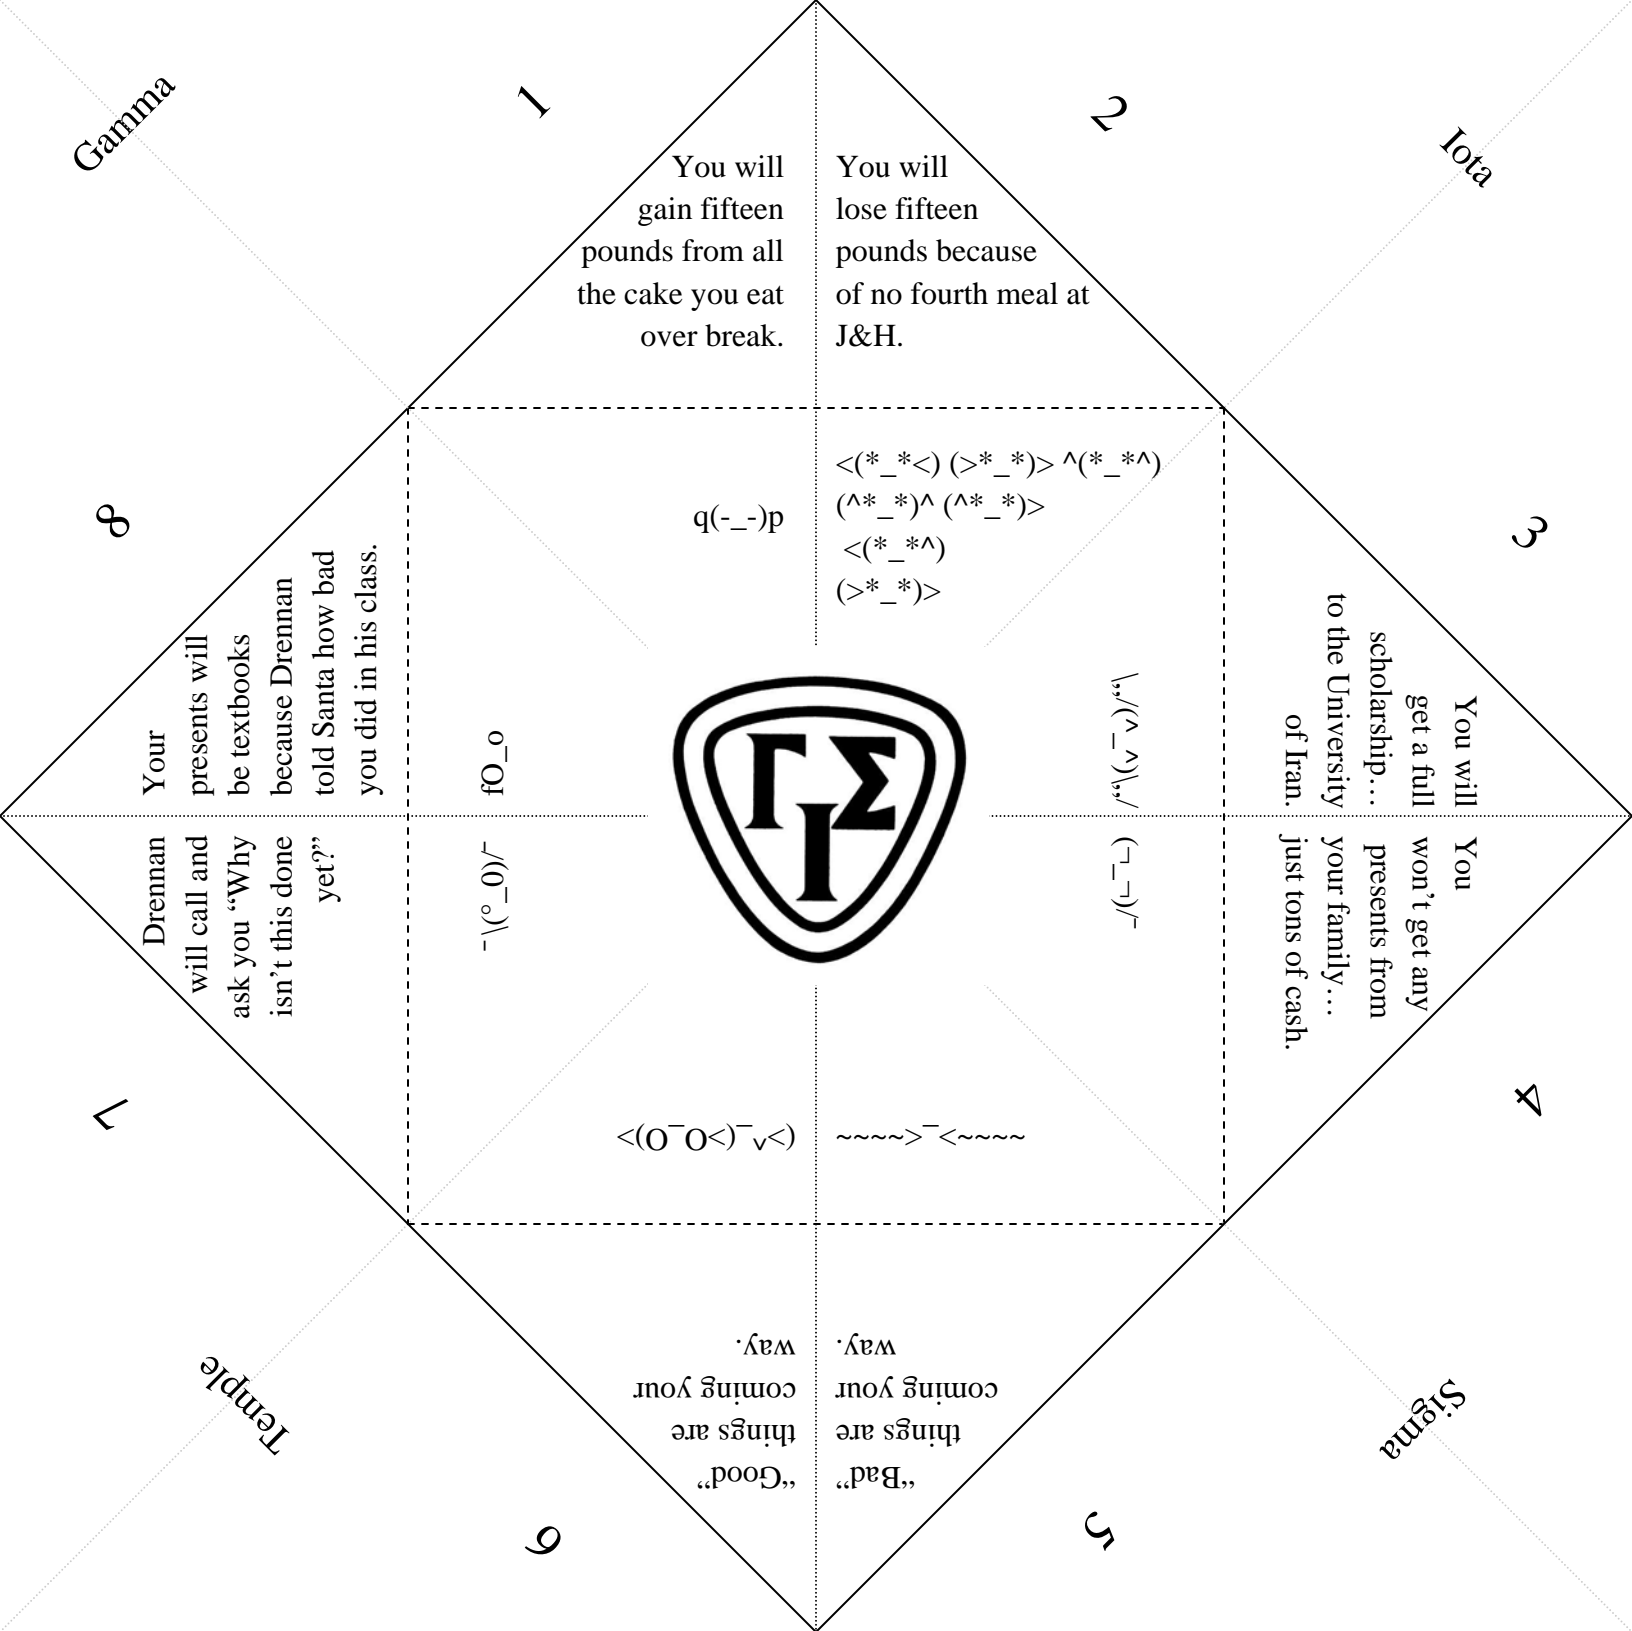 Gamma
1
2
Iota
You will
gain fifteen
pounds from all
the cake you eat
over break.
You will
lose fifteen
pounds because
of no fourth meal at
J&H.
q(-_-)p
<(*_*<) (>*_*)> ^(*_*^)
(^*_*)^ (^*_*)>
<(*_*^)
(>*_*)>
8
3
Your
presents will
be textbooks
because Drennan
told Santa how bad
you did in his class.
fO_o
ΓΣ
I
\,,/(^_^)\,,/
You will
get a full
scholarship…
to the University
of Iran.
Drennan
will call and
ask you “Why
isn’t this done
yet?”
-\(°_0)/-
(¬_¬)/-
You
won’t get any
presents from
your family…
just tons of cash.
7
4
(>^_(>O_O)>
~~~~>_<~~~~
“Good”
things are
coming your
way.
“Bad”
things are
coming your
way.
Temple
6
5
Sigma